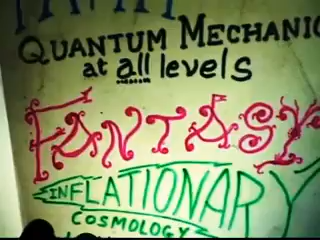 QUANTUM MECHANIC
at all levels
FANTASY
INFLATIONARY
COSMOLOGY